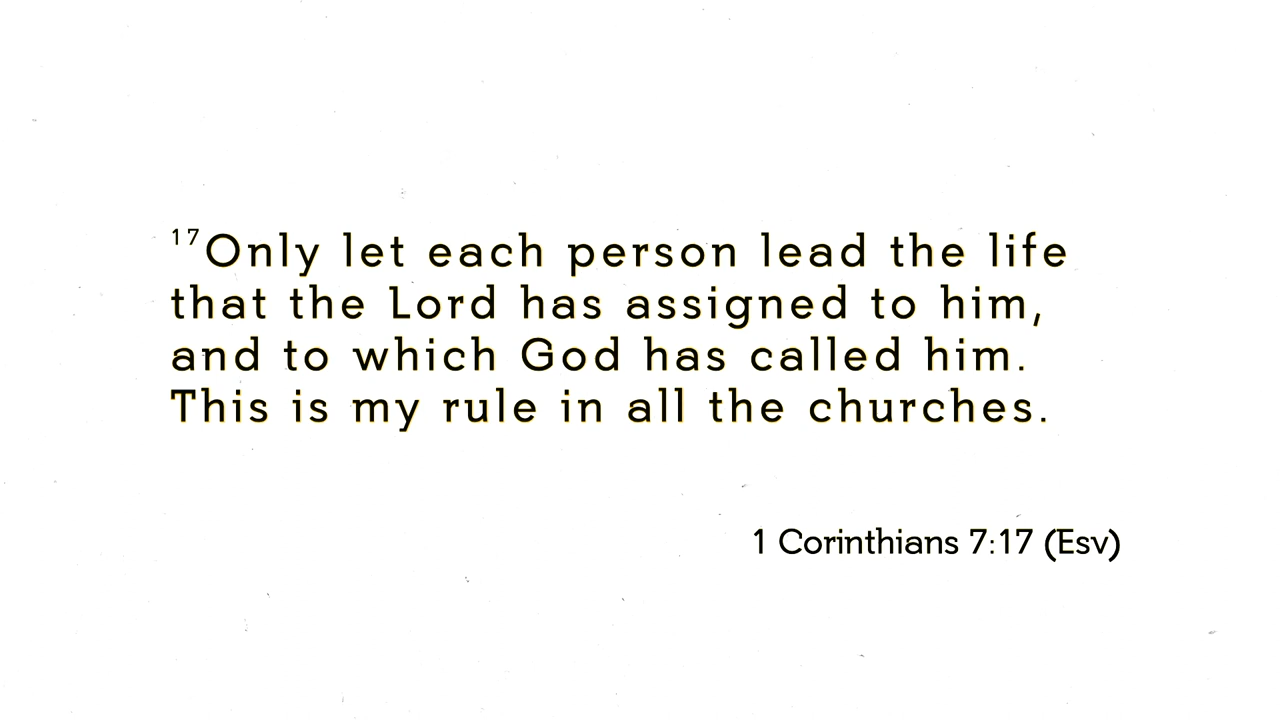 ¹⁷Only let each person lead the life
that the Lord has assigned to him,
and to which God has called him.
This is my rule in all the churches.
1 Corinthians 7:17 (Esv)